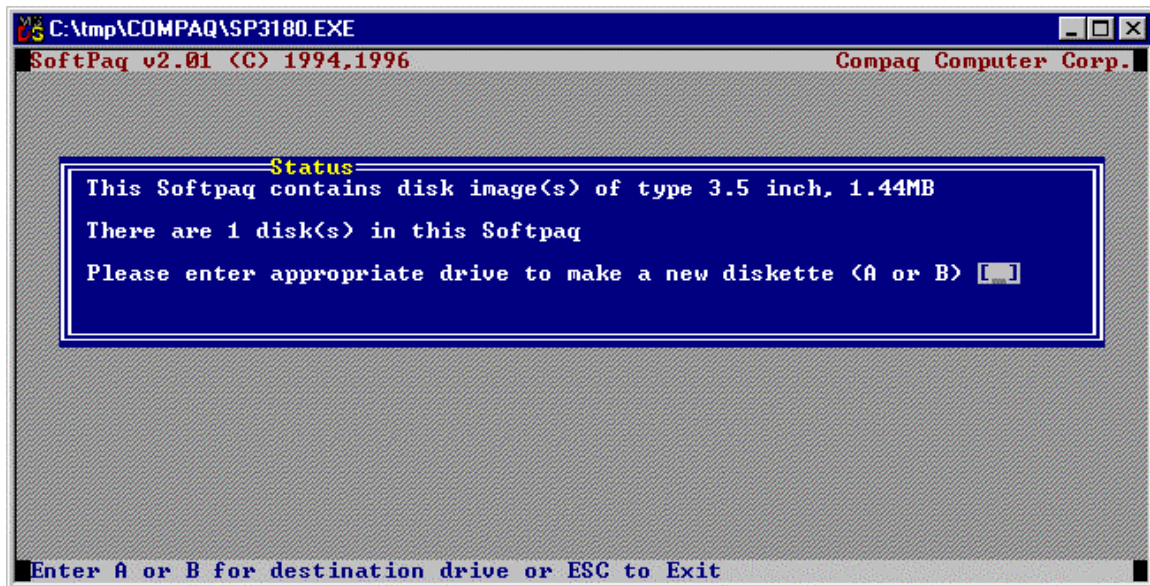 C:\tmp\COMPAQ\SP3180.EXE
SoftPaq v2.01 (C) 1994,1996 Compaq Computer Corp.
Status
This Softpaq contains disk image(s) of type 3.5 inch, 1.44MB
There are 1 disk(s) in this Softpaq
Please enter appropriate drive to make a new diskette (A or B) [_]
Enter A or B for destination drive or ESC to Exit